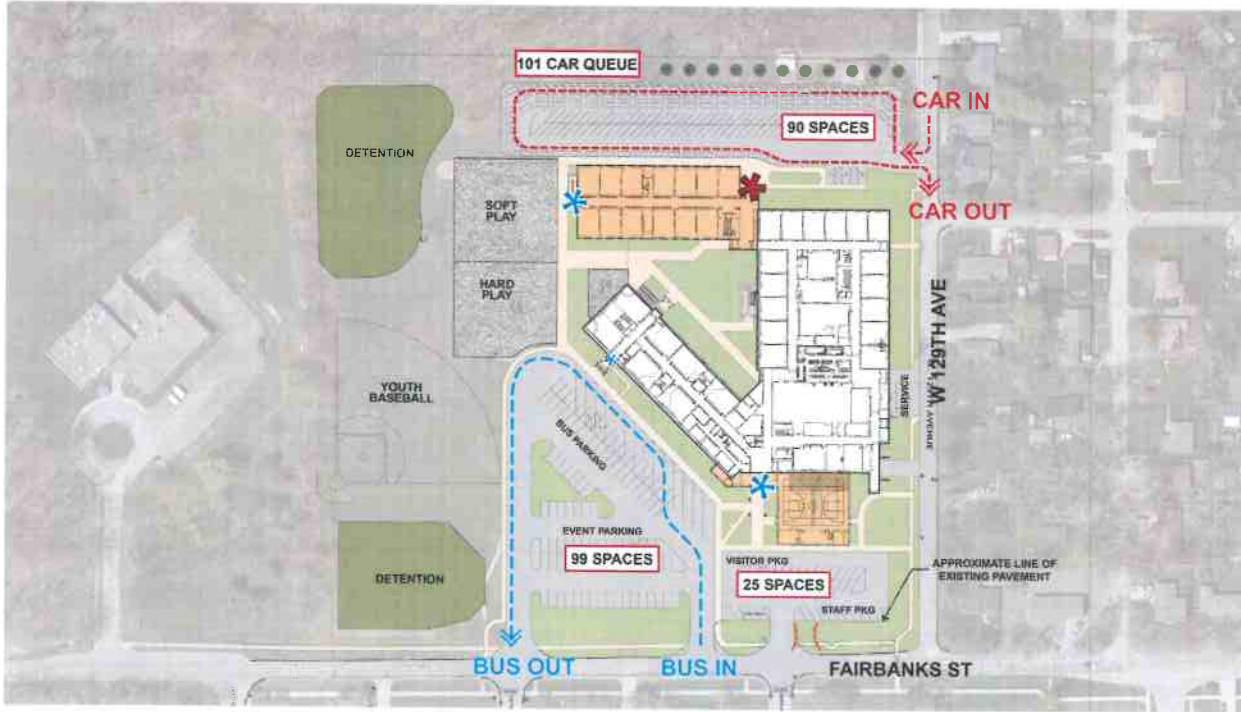 101 CAR QUEUE
CAR IN
90 SPACES
DETENTION
CAR OUT
SOFT
PLAY
HARD
PLAY
W 129TH AVE
SERVICE
AVENUE
YOUTH
BASEBALL
BUS PARKING
EVENT PARKING
99 SPACES
VISITOR PKG
25 SPACES
APPROXIMATE LINE OF
EXISTING PAVEMENT
DETENTION
STAFF PKG
BUS OUT
BUS IN
FAIRBANKS ST